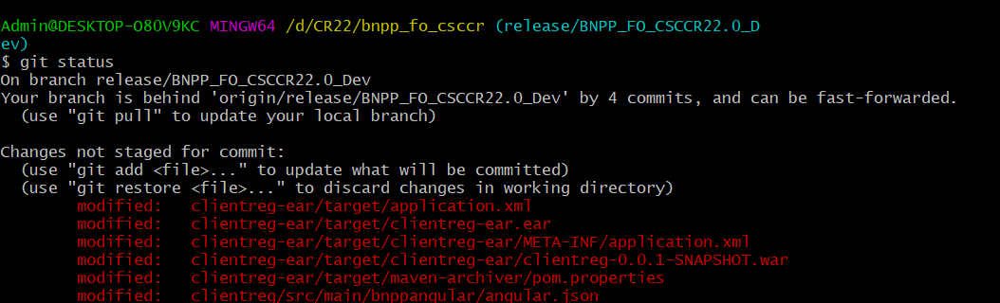 Admin@DESKTOP-O8OV9KC MINGW64 /d/CR22/bnpp_fo_csccr (release/BNPP_FO_CSCCR22.0_D
ev)
$ git status
On branch release/BNPP_FO_CSCCR22.0_Dev
Your branch is behind 'origin/release/BNPP_FO_CSCCR22.0_Dev' by 4 commits, and can be fast-forwarded.
  (use "git pull" to update your local branch)

Changes not staged for commit:
  (use "git add <file>..." to update what will be committed)
  (use "git restore <file>..." to discard changes in working directory)
        modified:   clientreg-ear/target/application.xml
        modified:   clientreg-ear/target/clientreg-ear.ear
        modified:   clientreg-ear/target/clientreg-ear/META-INF/application.xml
        modified:   clientreg-ear/target/clientreg-ear/clientreg-0.0.1-SNAPSHOT.war
        modified:   clientreg-ear/target/maven-archiver/pom.properties
        modified:   clientreg/src/main/bnppangular/angular.json